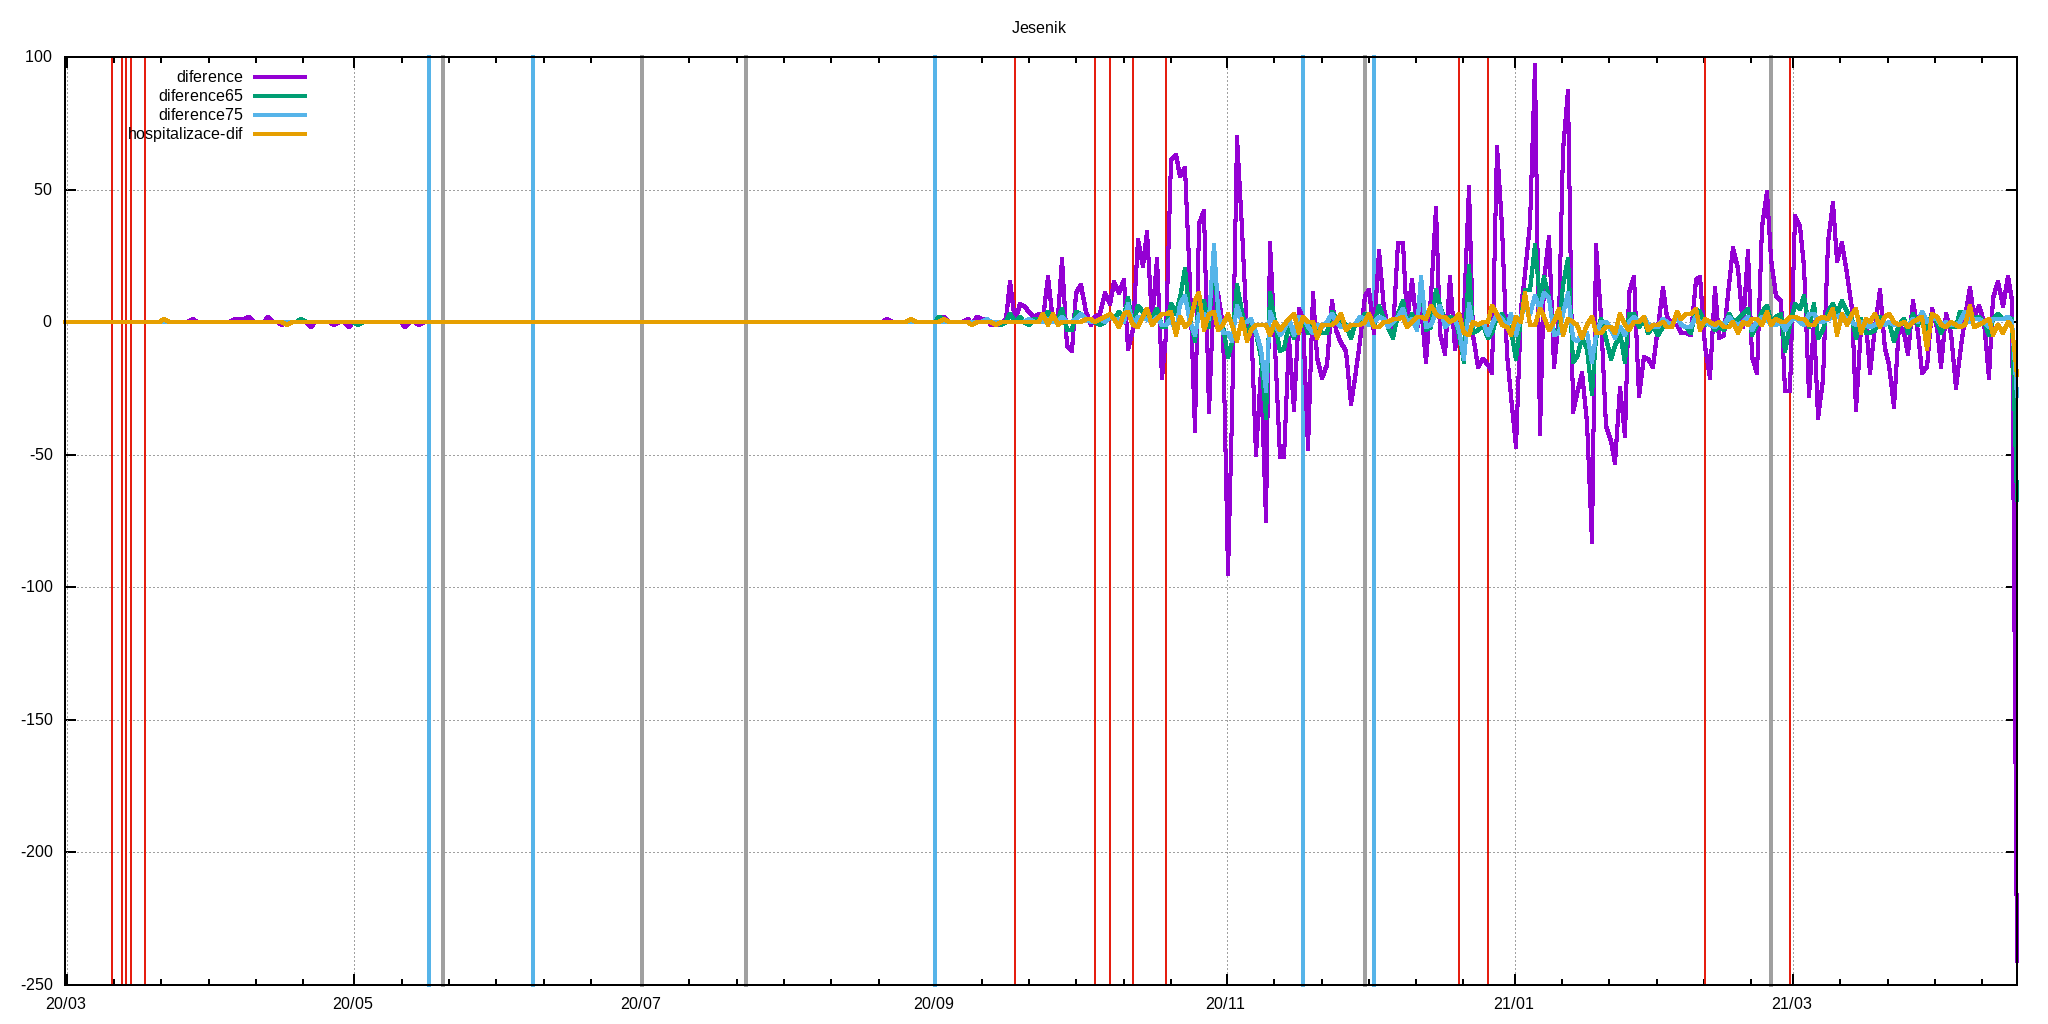 Jesenik
100
50
0
-50
-100
-150
-200
-250
diference
diference65
diference75
hospitalizace-dif
20/03 20/05 20/07 20/09 20/11 21/01 21/03